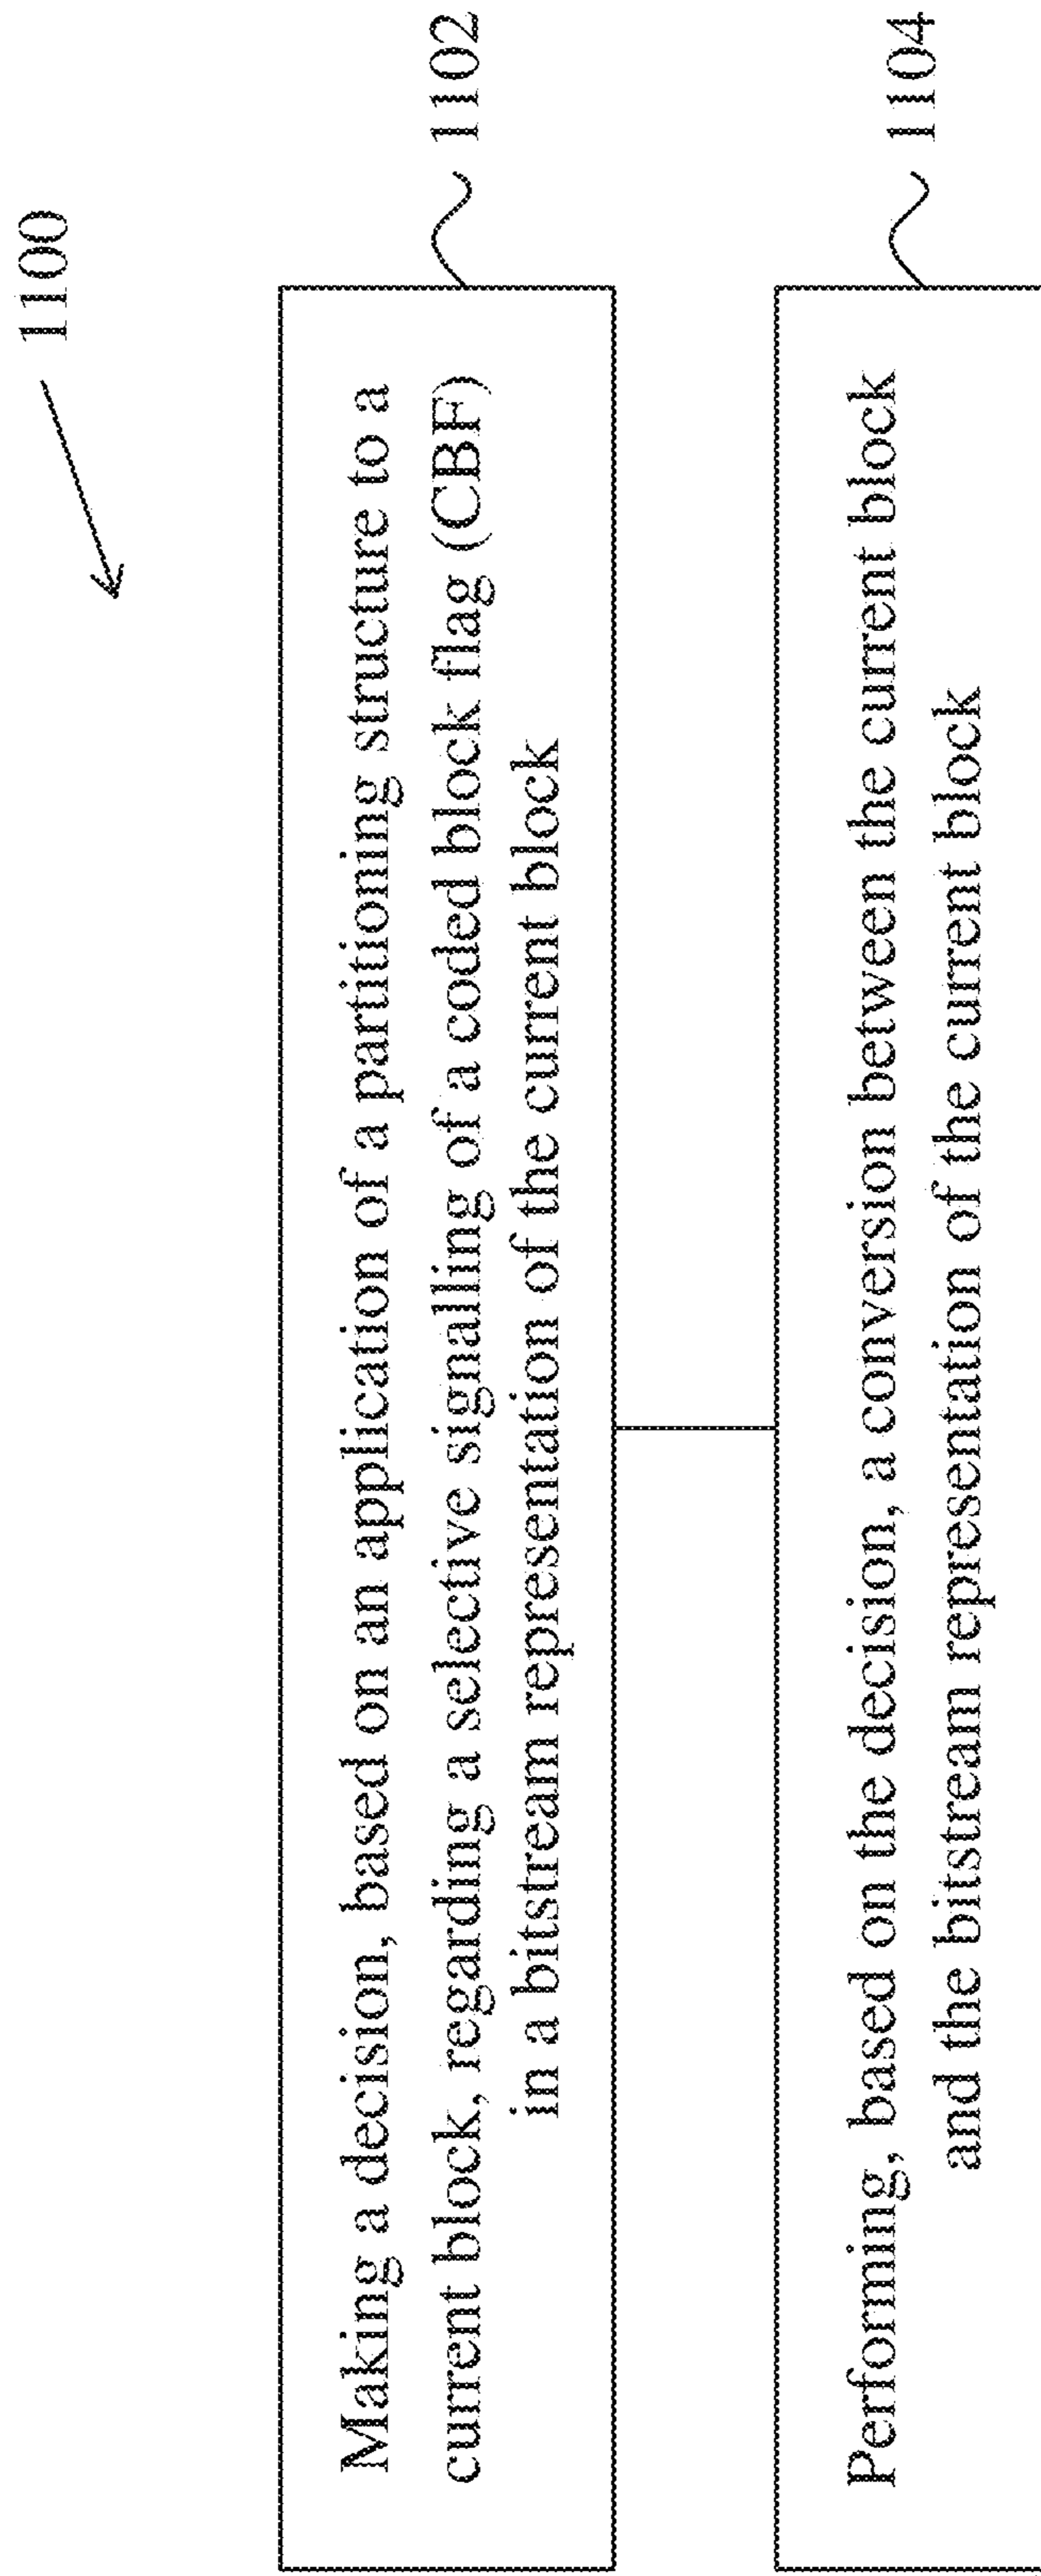 1100
Making a decision, based on an application of a partitioning structure to a
current block, regarding a selective signalling of a coded block flag (CBF)
in a bitstream representation of the current block
1102
Performing, based on the decision, a conversion between the current block
and the bitstream representation of the current block
1104